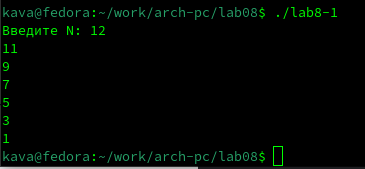 kava@fedora:~/work/arch-pc/lab08$ ./lab8-1
Введите N: 12
11
9
7
5
3
1
kava@fedora:~/work/arch-pc/lab08$